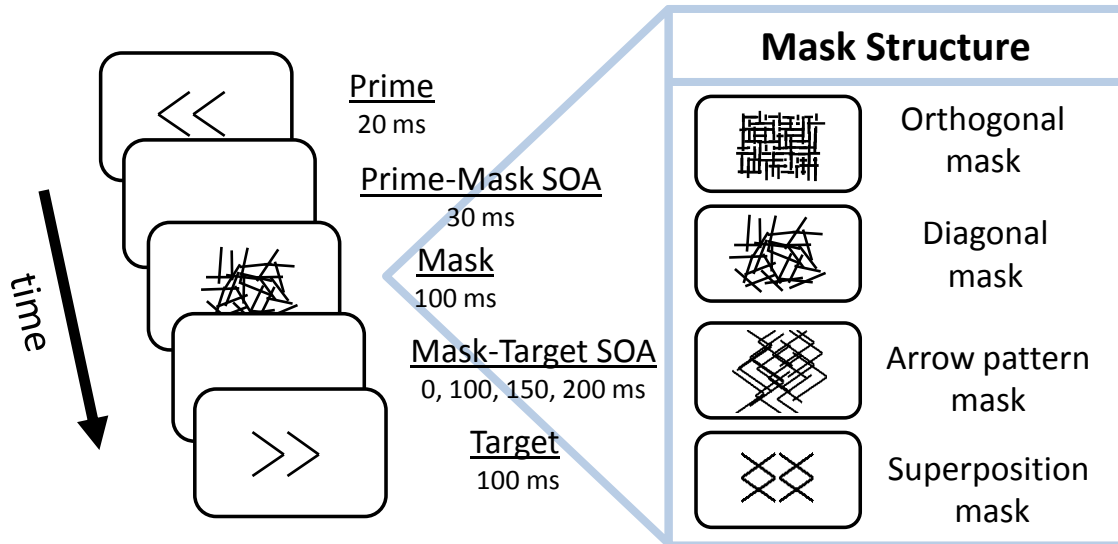 Prime
20 ms
Prime-Mask SOA
30 ms
Mask
100 ms
Mask-Target SOA
0, 100, 150, 200 ms
Target
100 ms
time
Mask Structure
Orthogonal
mask
Diagonal
mask
Arrow pattern
mask
Superposition
mask